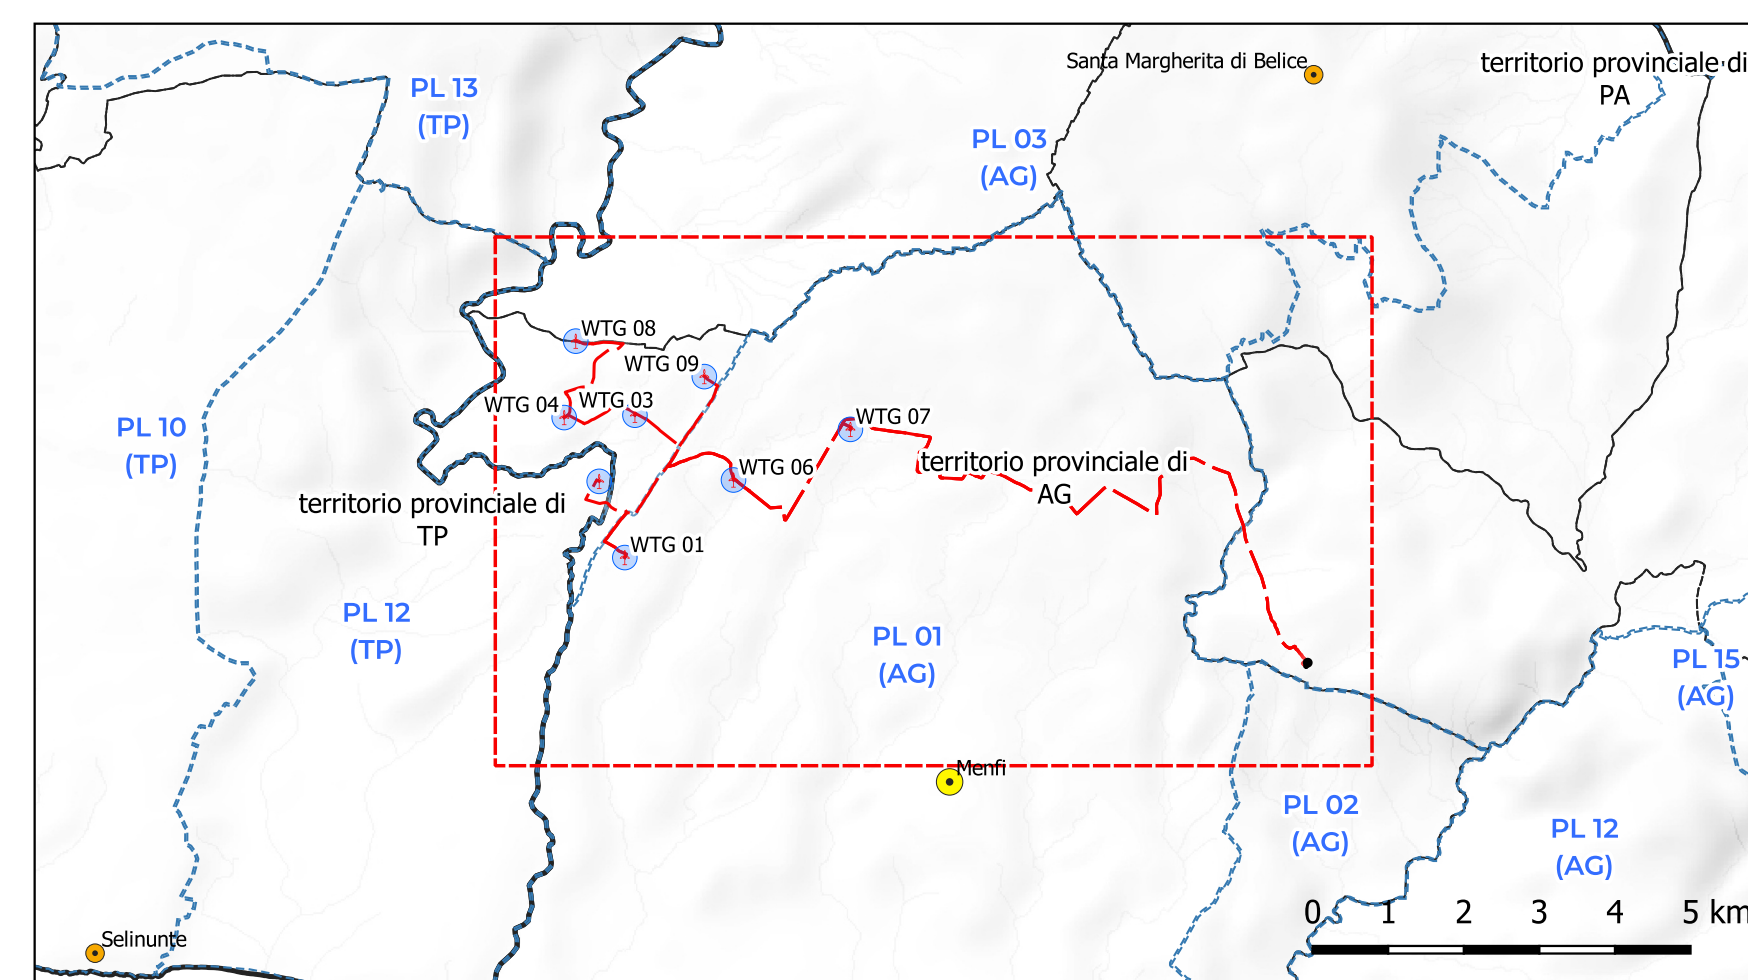 Santa Margherita di Belice
territorio provinciale di
PA
PL 13
(TP)
PL 03
(AG)
WTG 08
WTG 09
WTG 04
WTG 03
WTG 07
PL 10
(TP)
WTG 06
territorio provinciale di
AG
territorio provinciale di
TP
WTG 01
PL 12
(TP)
PL 01
(AG)
PL 15
(AG)
Menfi
PL 02
(AG)
PL 12
(AG)
0 1 2 3 4 5 km
Selinunte